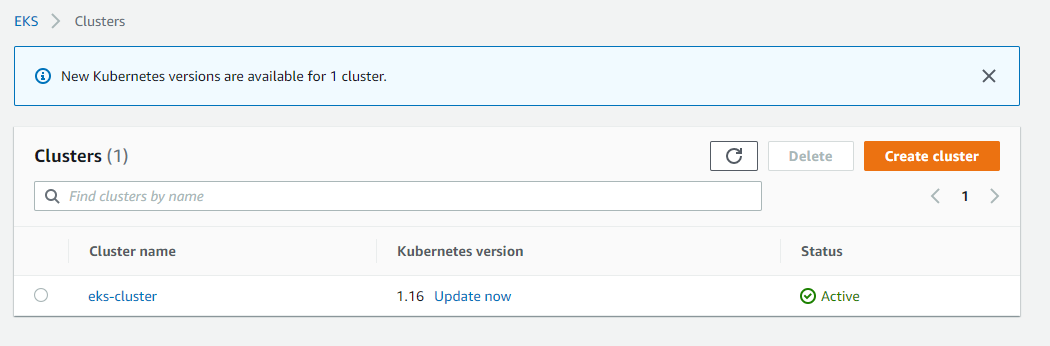 EKS > Clusters
New Kubernetes versions are available for 1 cluster.
Clusters (1) Delete Create cluster
Find clusters by name 1
Cluster name Kubernetes version Status
eks-cluster 1.16 Update now Active